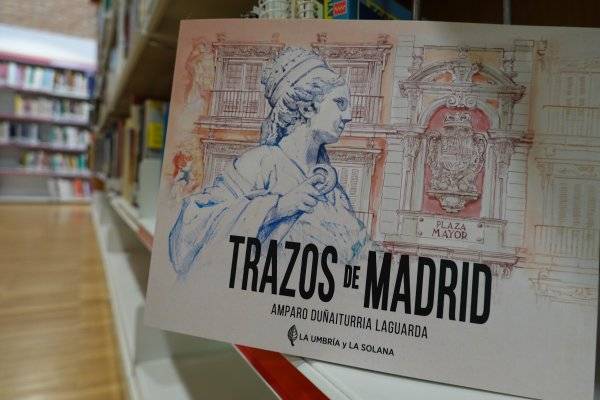 PLAZA
MAYOR
TRAZOS DE MADRID
AMPARO DUÑAITURRIA LAGUARDA
LA UMBRÍA y LA SOLANA